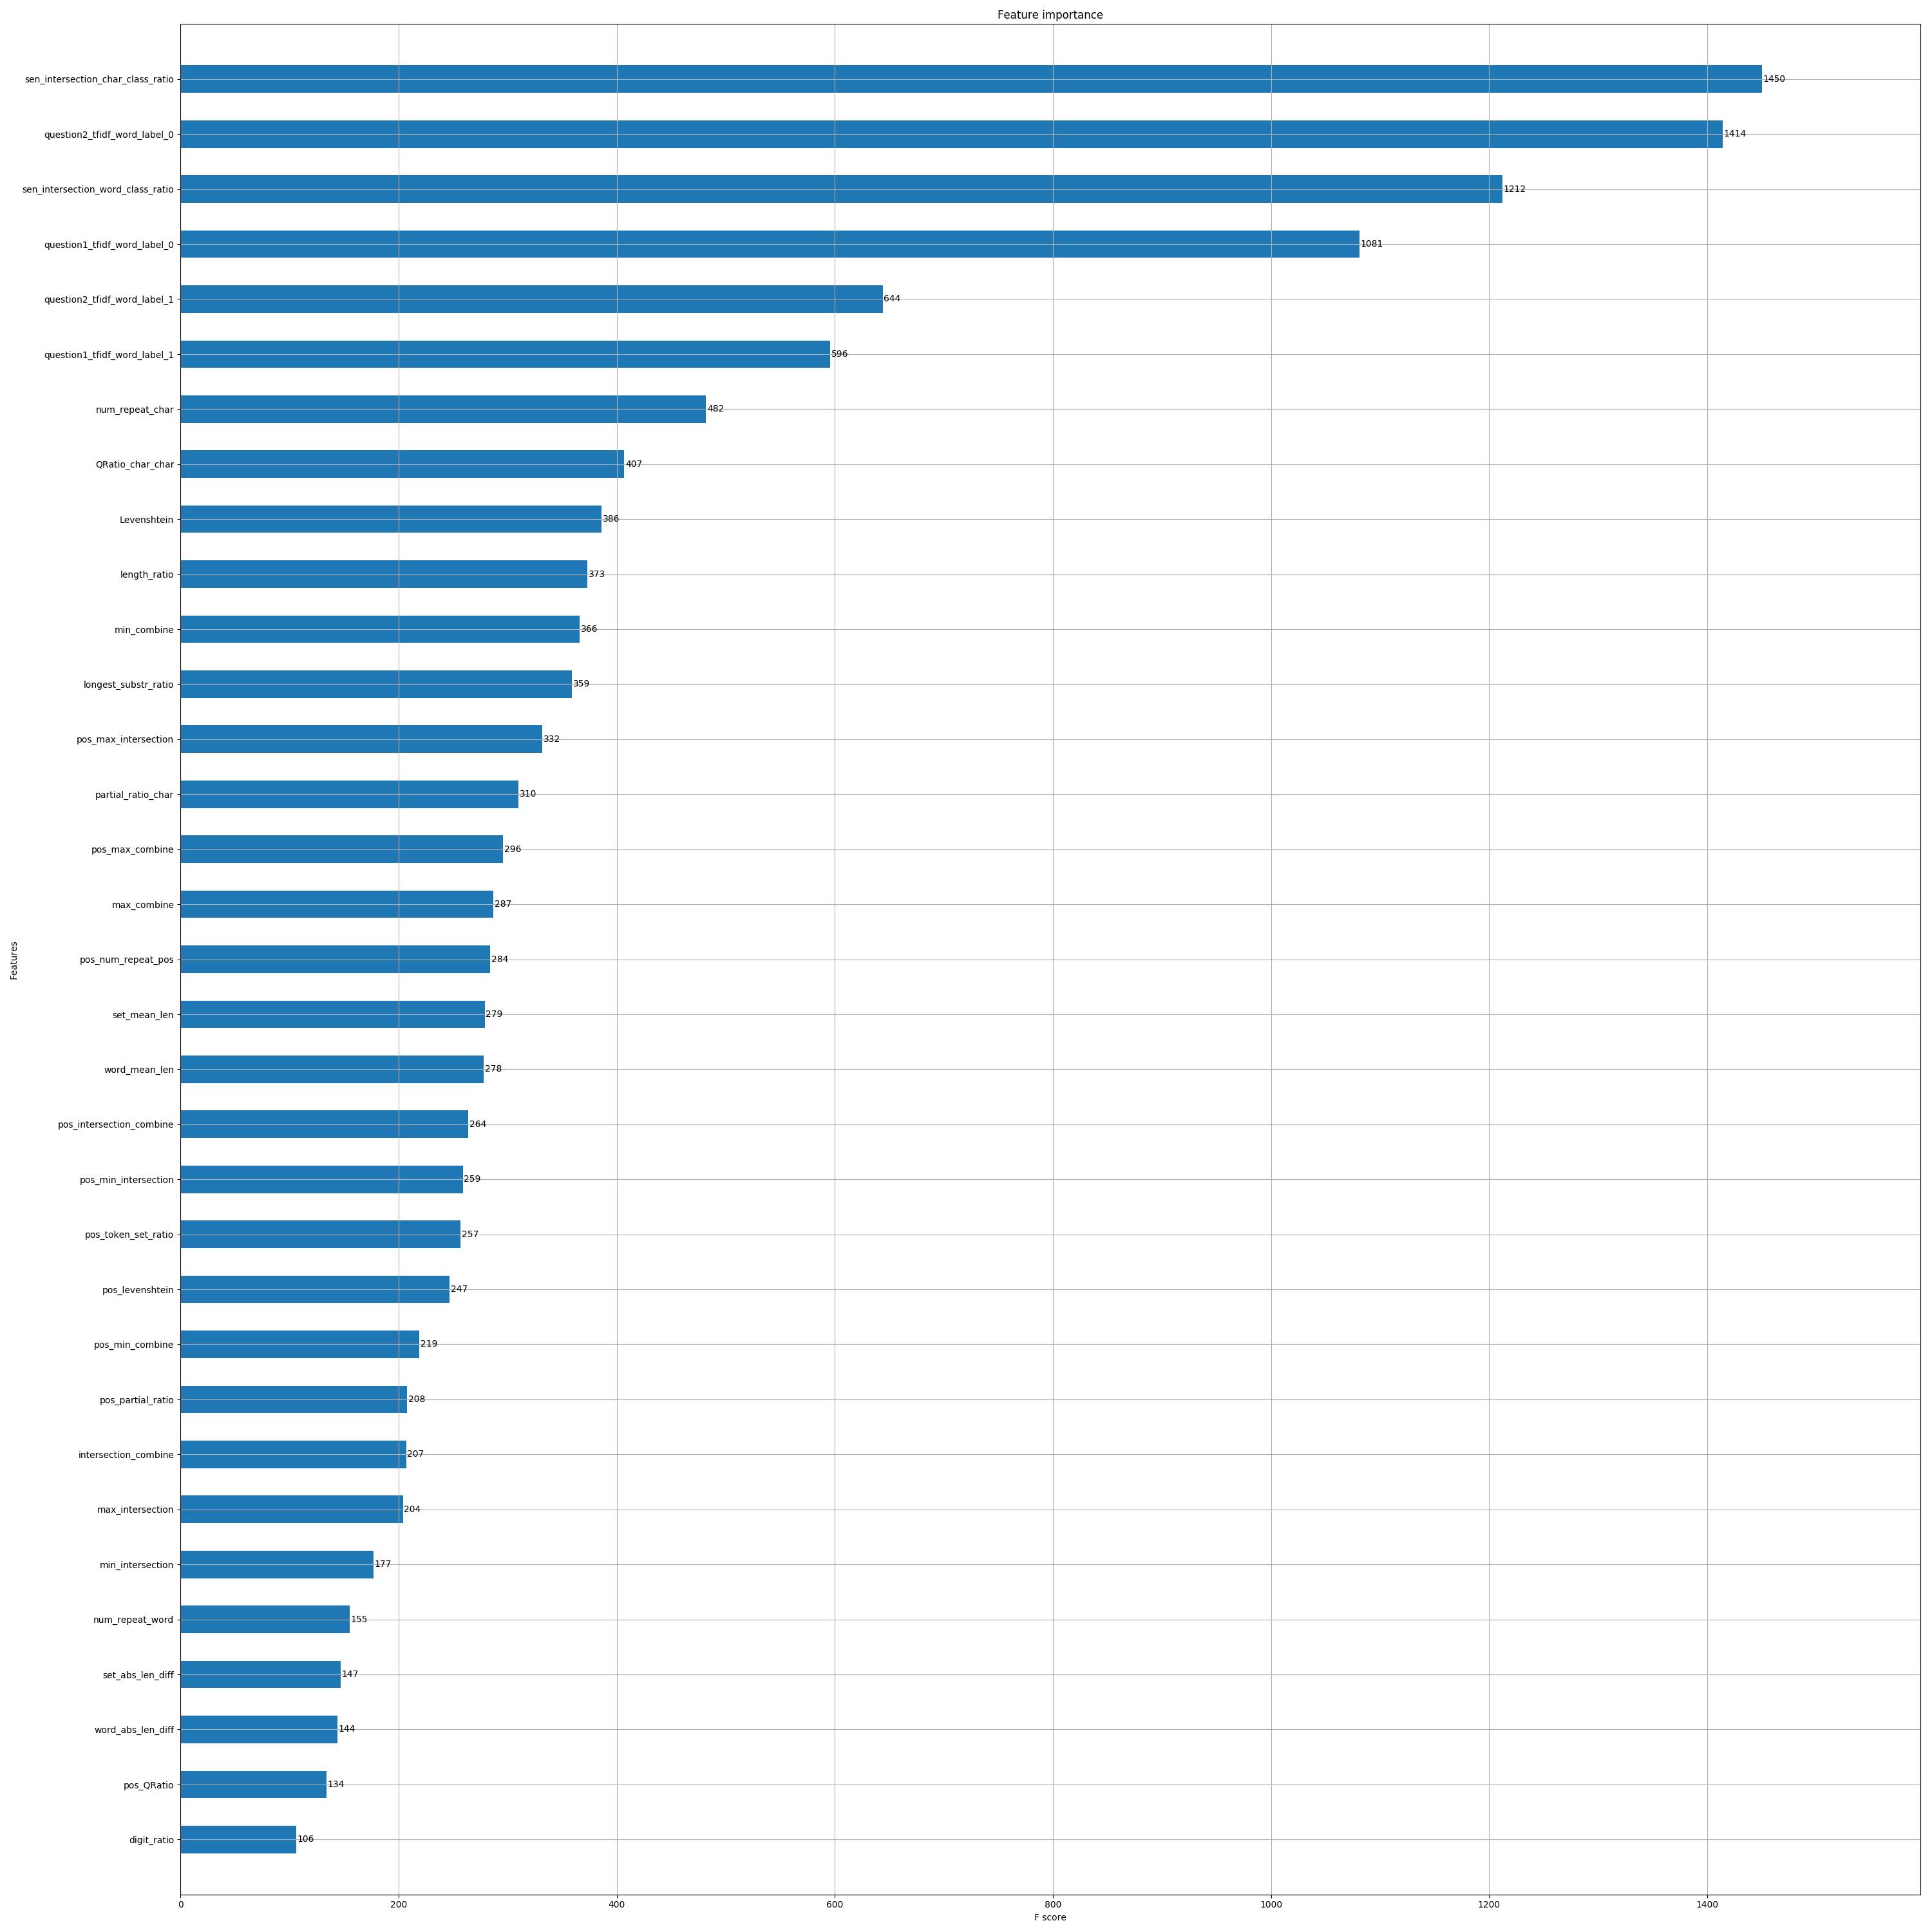 Feature importance
sen_intersection_char_class_ratio 1450
question2_tfidf_word_label_0 1414
sen_intersection_word_class_ratio 1212
question1_tfidf_word_label_0 1081
question2_tfidf_word_label_1 644
question1_tfidf_word_label_1 596
num_repeat_char 482
QRatio_char_char 407
Levenshtein 386
length_ratio 373
min_combine 366
longest_substr_ratio 359
pos_max_intersection 332
partial_ratio_char 310
pos_max_combine 296
max_combine 287
pos_num_repeat_pos 284
set_mean_len 279
word_mean_len 278
pos_intersection_combine 264
pos_min_intersection 259
pos_token_set_ratio 257
pos_levenshtein 247
pos_min_combine 219
pos_partial_ratio 208
intersection_combine 207
max_intersection 204
min_intersection 177
num_repeat_word 155
set_abs_len_diff 147
word_abs_len_diff 144
pos_QRatio 134
digit_ratio 106
Features
0 200 400 600 800 1000 1200 1400
F score